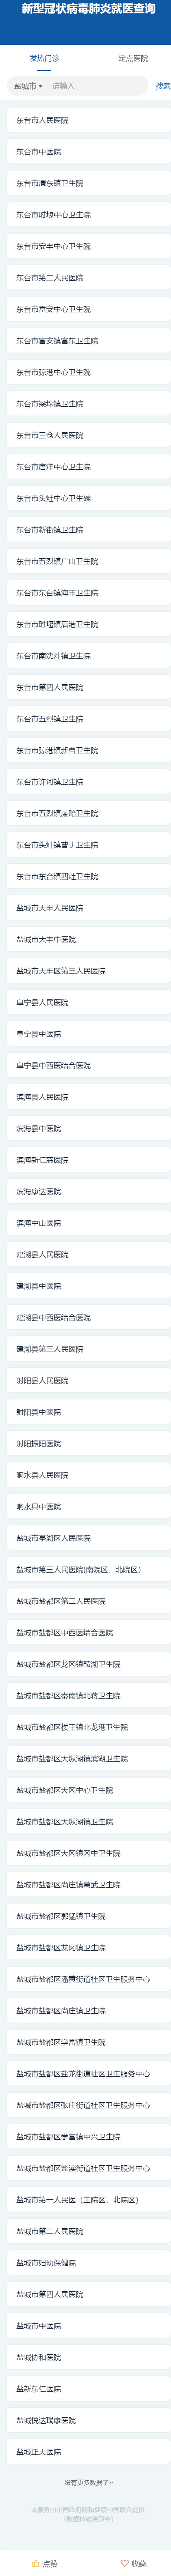 新型冠状病毒肺炎就医查询
发热门诊
定点医院
盐城市
请输入
搜索
东台市人民医院
东台市中医院
东台市溱东镇卫生院
东台市时堰中心卫生院
东台市安丰中心卫生院
东台市第二人民医院
东台市富安中心卫生院
东台市富安镇富东卫生院
东台市弶港中心卫生院
东台市梁垛镇卫生院
东台市三仓人民医院
东台市唐洋中心卫生院
东台市头灶中心卫生院
东台市新街镇卫生院
东台市五烈镇广山卫生院
东台市东台镇海丰卫生院
东台市时堰镇后港卫生院
东台市南沈灶镇卫生院
东台市第四人民医院
东台市五烈镇卫生院
东台市弶港镇新曹卫生院
东台市许河镇卫生院
东台市五烈镇廉贻卫生院
东台市头灶镇曹丿卫生院
东台市东台镇四灶卫生院
盐城市大丰人民医院
盐城市大丰中医院
盐城市大丰区第三人民医院
阜宁县人民医院
阜宁县中医院
阜宁县中西医结合医院
滨海县人民医院
滨海县中医院
滨海新仁慈医院
滨海康达医院
滨海中山医院
建湖县人民医院
建湖县中医院
建湖县中西医结合医院
建湖县第三人民医院
射阳县人民医院
射阳县中医院
射阳振阳医院
响水县人民医院
响水县中医院
盐城市亭湖区人民医院
盐城市第三人民医院(南院区、北院区)
盐城市盐都区第二人民医院
盐城市盐都区中西医结合医院
盐城市盐都区龙冈镇鞍湖卫生院
盐城市盐都区秦南镇北蒋卫生院
盐城市盐都区楼王镇北龙港卫生院
盐城市盐都区大纵湖镇滨湖卫生院
盐城市盐都区大冈中心卫生院
盐城市盐都区大纵湖镇卫生院
盐城市盐都区大冈镇冈中卫生院
盐城市盐都区尚庄镇葛武卫生院
盐城市盐都区郭猛镇卫生院
盐城市盐都区龙冈镇卫生院
盐城市盐都区潘黄街道社区卫生服务中心
盐城市盐都区尚庄镇卫生院
盐城市盐都区学富镇卫生院
盐城市盐都区盐龙街道社区卫生服务中心
盐城市盐都区张庄街道社区卫生服务中心
盐城市盐都区学富镇中兴卫生院
盐城市盐都区盐渎街道社区卫生服务中心
盐城市第一人民医（主院区、北院区）
盐城市第二人民医院
盐城市妇幼保健院
盐城市第四人民医院
盐城市中医院
盐城协和医院
盐新东仁医院
盐城悦达瑞康医院
盐城正大医院
没有更多数据了~
本服务由中国政府网和健康中国联合提供
(数据持续更新中)
点赞
收藏